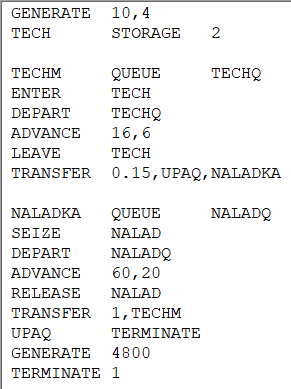 GENERATE 10,4
TECH STORAGE 2
TECHM QUEUE TECHQ
ENTER TECH
DEPART TECHQ
ADVANCE 16,6
LEAVE TECH
TRANSFER 0.15,UPAQ,NALADKA
NALADKA QUEUE NALADQ
SEIZE NALAD
DEPART NALADQ
ADVANCE 60,20
RELEASE NALAD
TRANSFER 1,TECHM
UPAQ TERMINATE
GENERATE 4800
TERMINATE 1